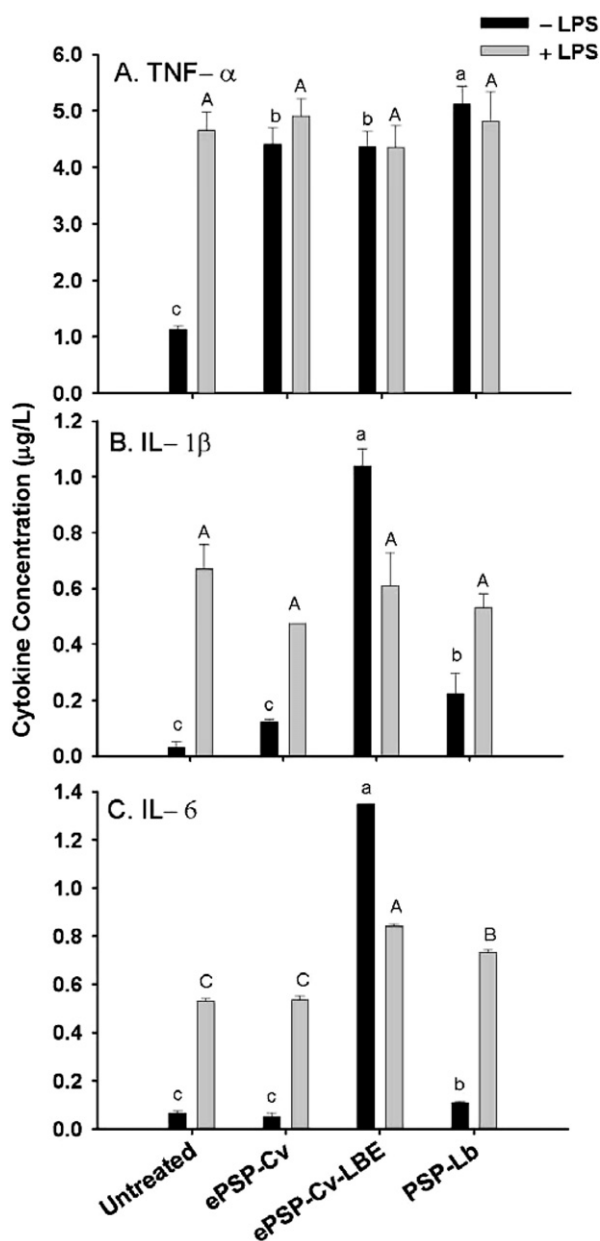 – LPS
+ LPS
A. TNF– α
6.0
5.0
4.0
3.0
2.0
1.0
0.0
c
A
b
A
b
A
a
A
B. IL– 1β
1.2
1.0
0.8
0.6
0.4
0.2
0.0
c
A
c
A
a
A
b
A
C. IL– 6
1.4
1.2
1.0
0.8
0.6
0.4
0.2
0.0
c
C
c
C
a
A
b
B
Cytokine Concentration (μg/L)
Untreated
ePSP-Cv
ePSP-Cv-LBE
PSP-Lb